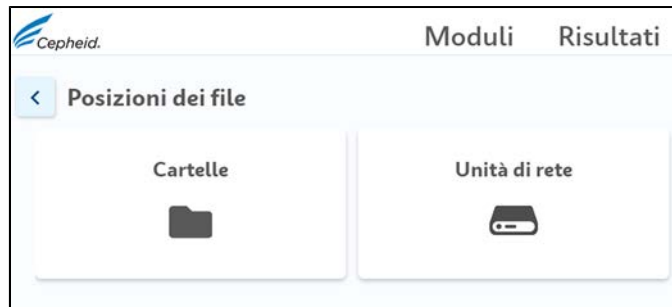 Cepheid.
Moduli Risultati
Posizioni dei file
Cartelle Unità di rete